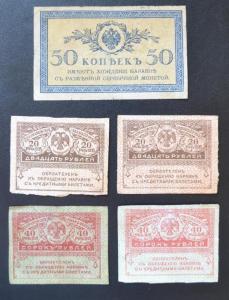 50 КОПѢЕКЪ 50
ИМѢЕТЪ ХОЖДЕНІЕ НАРАВНѢ
СЪ РАЗМѢННОЙ СЕРЕБРЯНОЙ МОНЕТОЙ.
20 20
ДВАДЦАТЬ РУБЛЕЙ
ОБЯЗАТЕЛЕНЪ
КЪ ОБРАЩЕНІЮ НАРАВНѢ
СЪ КРЕДИТНЫМИ БИЛЕТАМИ.
20 20
ДВАДЦАТЬ РУБЛЕЙ
ОБЯЗАТЕЛЕНЪ
КЪ ОБРАЩЕНІЮ НАРАВНѢ
СЪ КРЕДИТНЫМИ БИЛЕТАМИ.
40 40
СОРОКЪ РУБЛЕЙ
ОБЯЗАТЕЛЕНЪ
КЪ ОБРАЩЕНІЮ НАРАВНѢ
СЪ КРЕДИТНЫМИ БИЛЕТАМИ.
40 40
СОРОКЪ РУБЛЕЙ
ОБЯЗАТЕЛЕНЪ
КЪ ОБРАЩЕНІЮ НАРАВНѢ
СЪ КРЕДИТНЫМИ БИЛЕТАМИ.